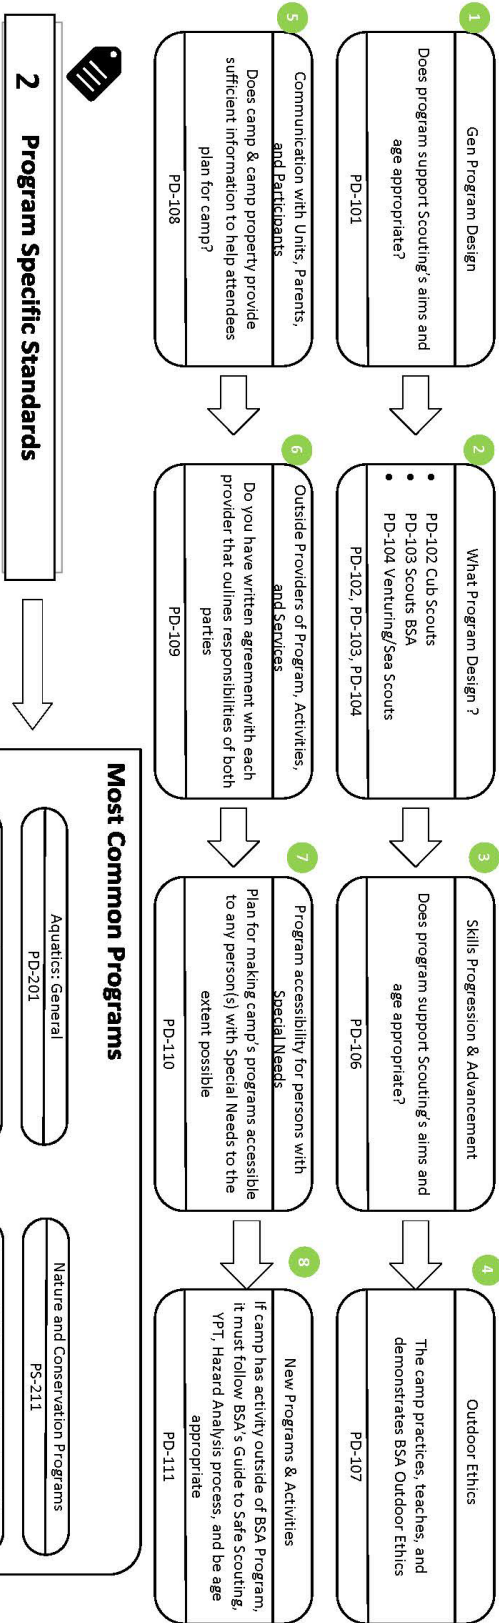 1
Gen Program Design
Does program support Scouting's aims and
age appropriate?
PD-101
2
What Program Design ?
• PD-102 Cub Scouts
• PD-103 Scouts BSA
• PD-104 Venturing/Sea Scouts
PD-102, PD-103, PD-104
3
Skills Progression & Advancement
Does program support Scouting's aims and
age appropriate?
PD-106
4
Outdoor Ethics
The camp practices, teaches, and
demonstrates BSA Outdoor Ethics
PD-107
5
Communication with Units, Parents,
and Participants
Does camp & camp property provide
sufficient information to help attendees
plan for camp?
PD-108
6
Outside Providers of Program, Activities,
and Services
Do you have written agreement with each
provider that oulines responsibilities of both
parties
PD-109
7
Program accessibility for persons with
Special Needs
Plan for making camp's programs accessible
to any person(s) with Special Needs to the
extent possible
PD-110
8
New Programs & Activities
If camp has activity outside of BSA Program,
it must follow BSA's Guide to Safe Scouting,
YPT, Hazard Analysis process, and be age
appropriate
PD-111
2 Program Specific Standards
Most Common Programs
Aquatics: General
PD-201
Nature and Conservation Programs
PS-211